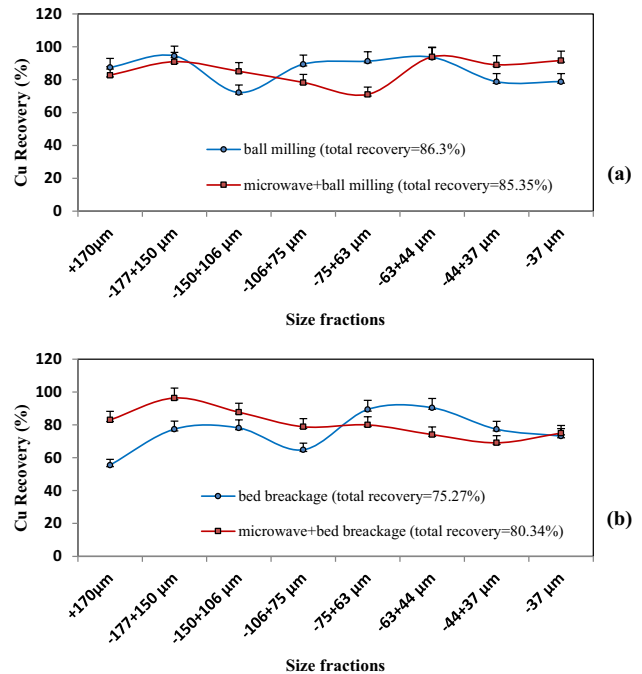 120
100
80
60
40
20
0
Cu Recovery (%)
ball milling (total recovery=86.3%)
microwave+ball milling (total recovery=85.35%)
(a)
+170µm
-177+150 µm
-150+106 µm
-106+75 µm
-75+63 µm
-63+44 µm
-44+37 µm
-37 µm
Size fractions
120
100
80
60
40
20
0
Cu Recovery (%)
bed breackage (total recovery=75.27%)
microwave+bed breackage (total recovery=80.34%)
(b)
+170µm
-177+150 µm
-150+106 µm
-106+75 µm
-75+63 µm
-63+44 µm
-44+37 µm
-37 µm
Size fractions